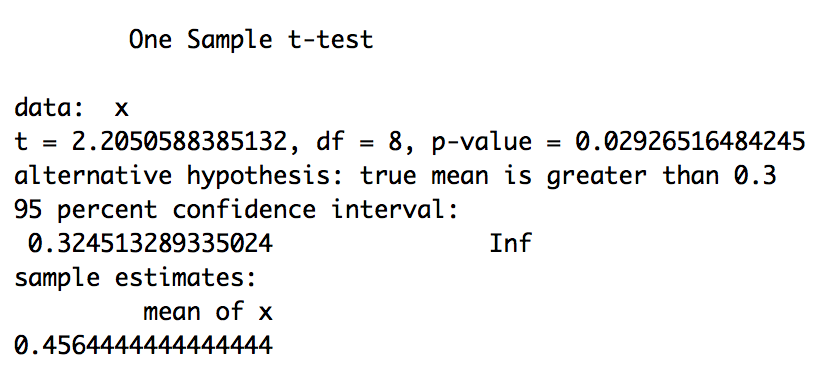 One Sample t-test
data: x
t = 2.2050588385132, df = 8, p-value = 0.02926516484245
alternative hypothesis: true mean is greater than 0.3
95 percent confidence interval:
0.324513289335024 Inf
sample estimates:
mean of x
0.4564444444444444